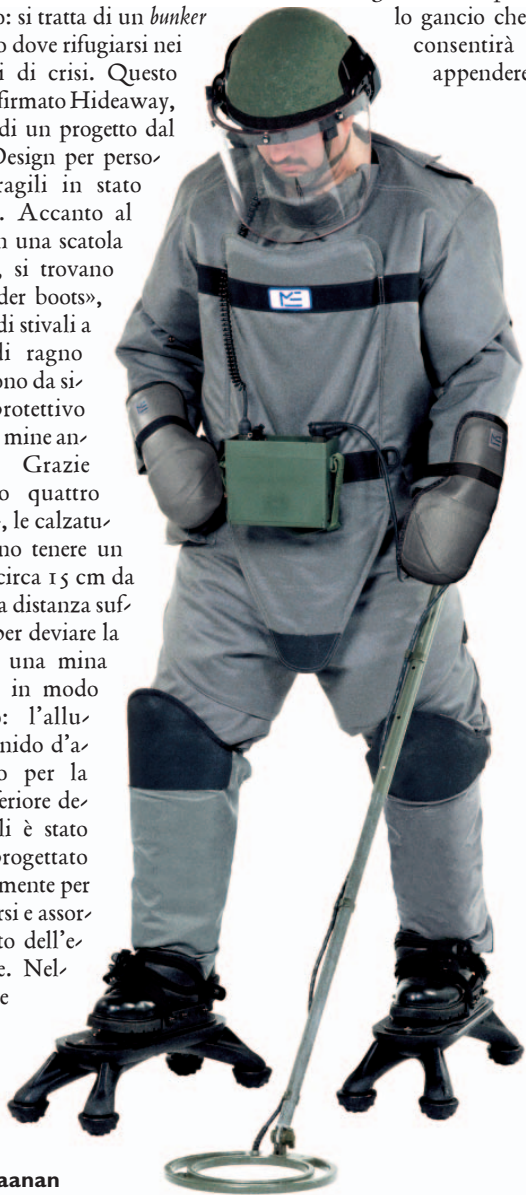 o: si tratta di un bunker
o dove rifugiarsi nei
i di crisi. Questo
firmato Hideaway,
di un progetto dal
Design per perso-
ragili in stato
. Accanto al
n una scatola
, si trovano
der boots»,
di stivali a
di ragno
ono da si-
protettivo
mine an-
Grazie
o quattro
», le calzatu-
no tenere un
circa 15 cm da
a distanza suf-
per deviare la
una mina
in modo
o: l'allu-
nido d'a-
o per la
feriore de-
li è stato
progettato
mente per
rsi e assor-
to dell'e-
e. Nel-
e
lo gancio che
consentirà
appendere
ME
aanan